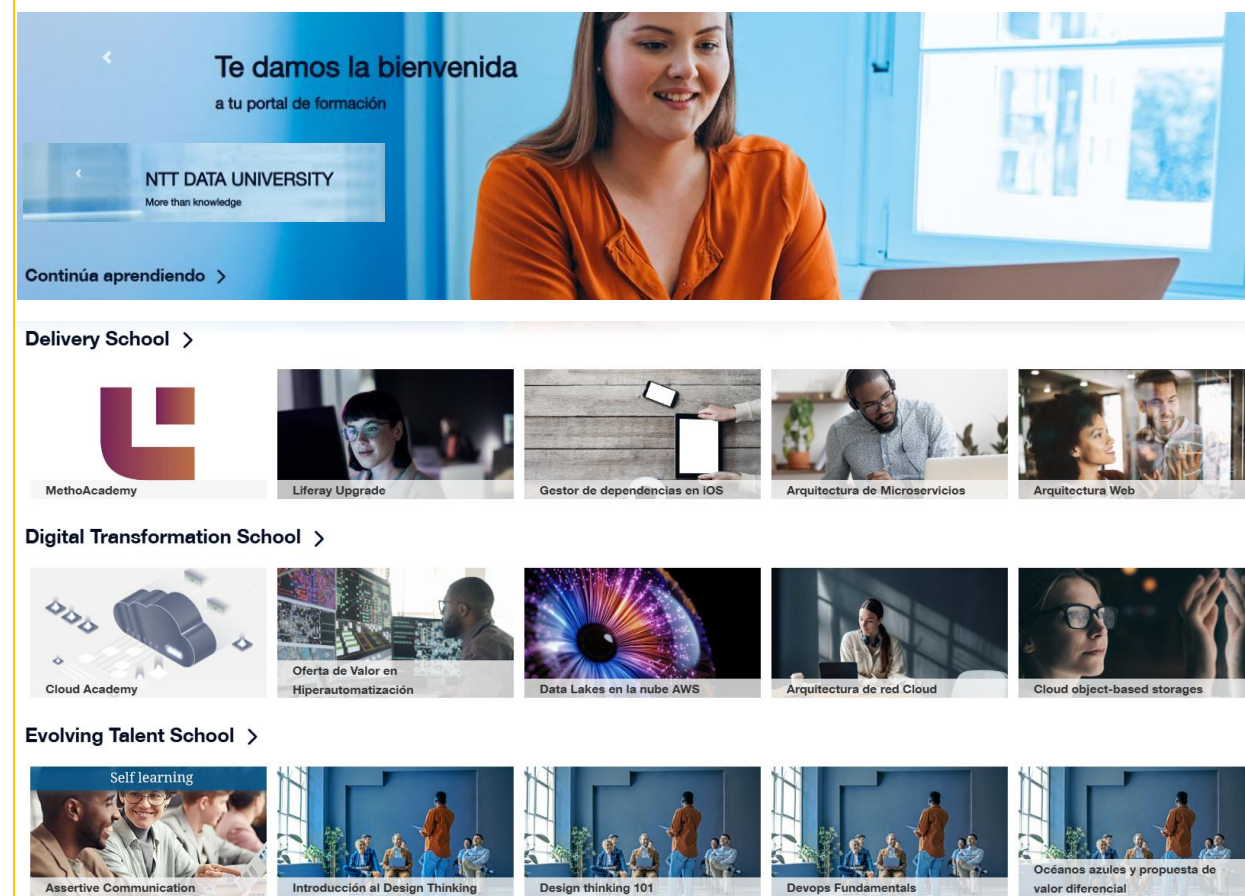 Te damos la bienvenida
a tu portal de formación
NTT DATA UNIVERSITY
More than knowledge
Continúa aprendiendo
Delivery School
MethoAcademy
Liferay Upgrade
Gestor de dependencias en iOS
Arquitectura de Microservicios
Arquitectura Web
Digital Transformation School
Cloud Academy
Oferta de Valor en
Hiperautomatización
Data Lakes en la nube AWS
Arquitectura de red Cloud
Cloud object-based storages
Evolving Talent School
Self learning
Assertive Communication
Introducción al Design Thinking
Design thinking 101
Devops Fundamentals
Océanos azules y propuesta de
valor diferencial